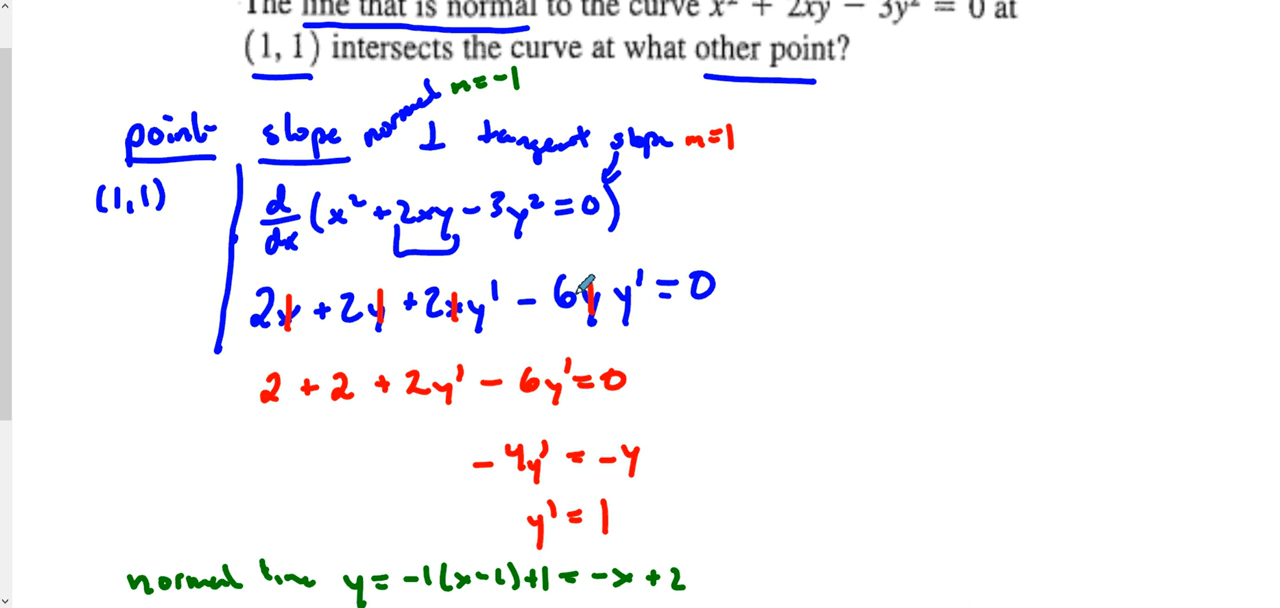 The line that is normal to the curve x² + 2xy − 3y² = 0 at
(1, 1) intersects the curve at what other point?
normal m=-1
point slope ⊥ tangent slope m=1
(1,1)
d/dx (x² + 2xy - 3y² = 0)
2x + 2y + 2xy' - 6y y' = 0
2 + 2 + 2y' - 6y' = 0
-4y' = -4
y' = 1
normal line y = -1(x-1)+1 = -x+2